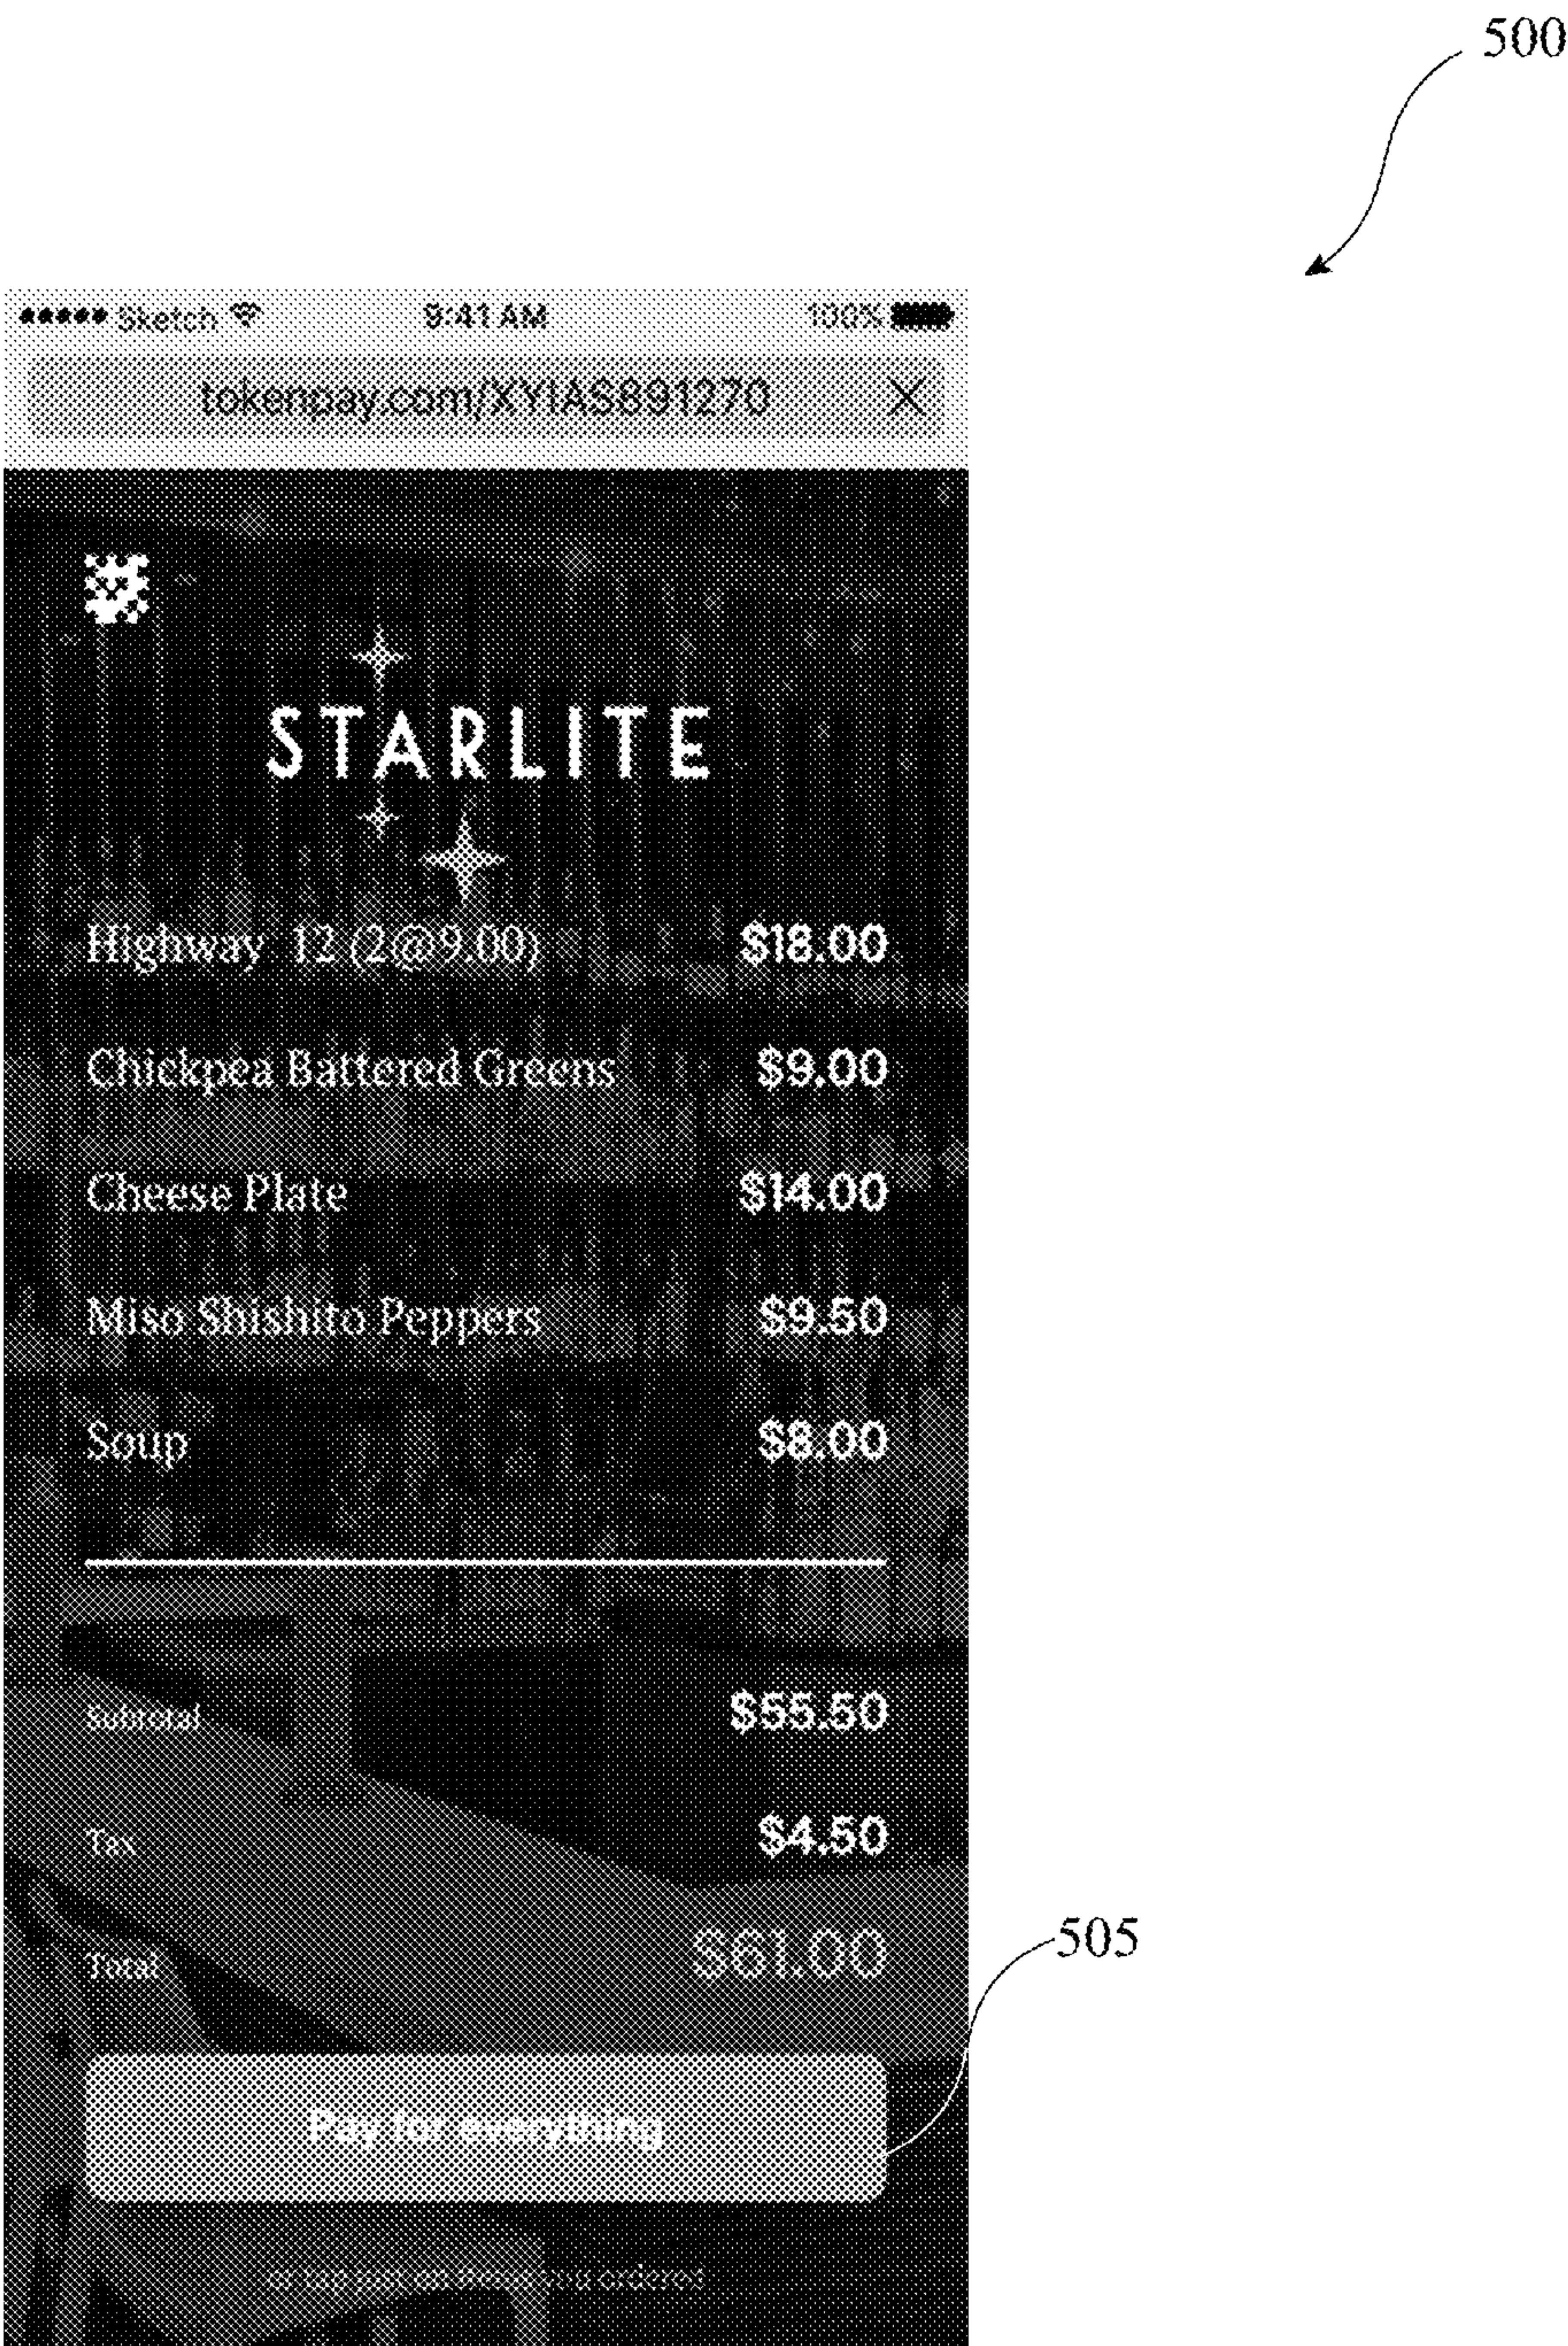 500
Sketch 9:41 AM 100%
tokenpay.com/XYIAS891270
STARLITE
Highway 12 (2@9.00) $18.00
Chickpea Battered Greens $9.00
Cheese Plate $14.00
Miso Shishito Peppers $9.50
Soup $8.00
Subtotal $55.50
Tax $4.50
Total $61.00
505
Pay for everything
you ordered